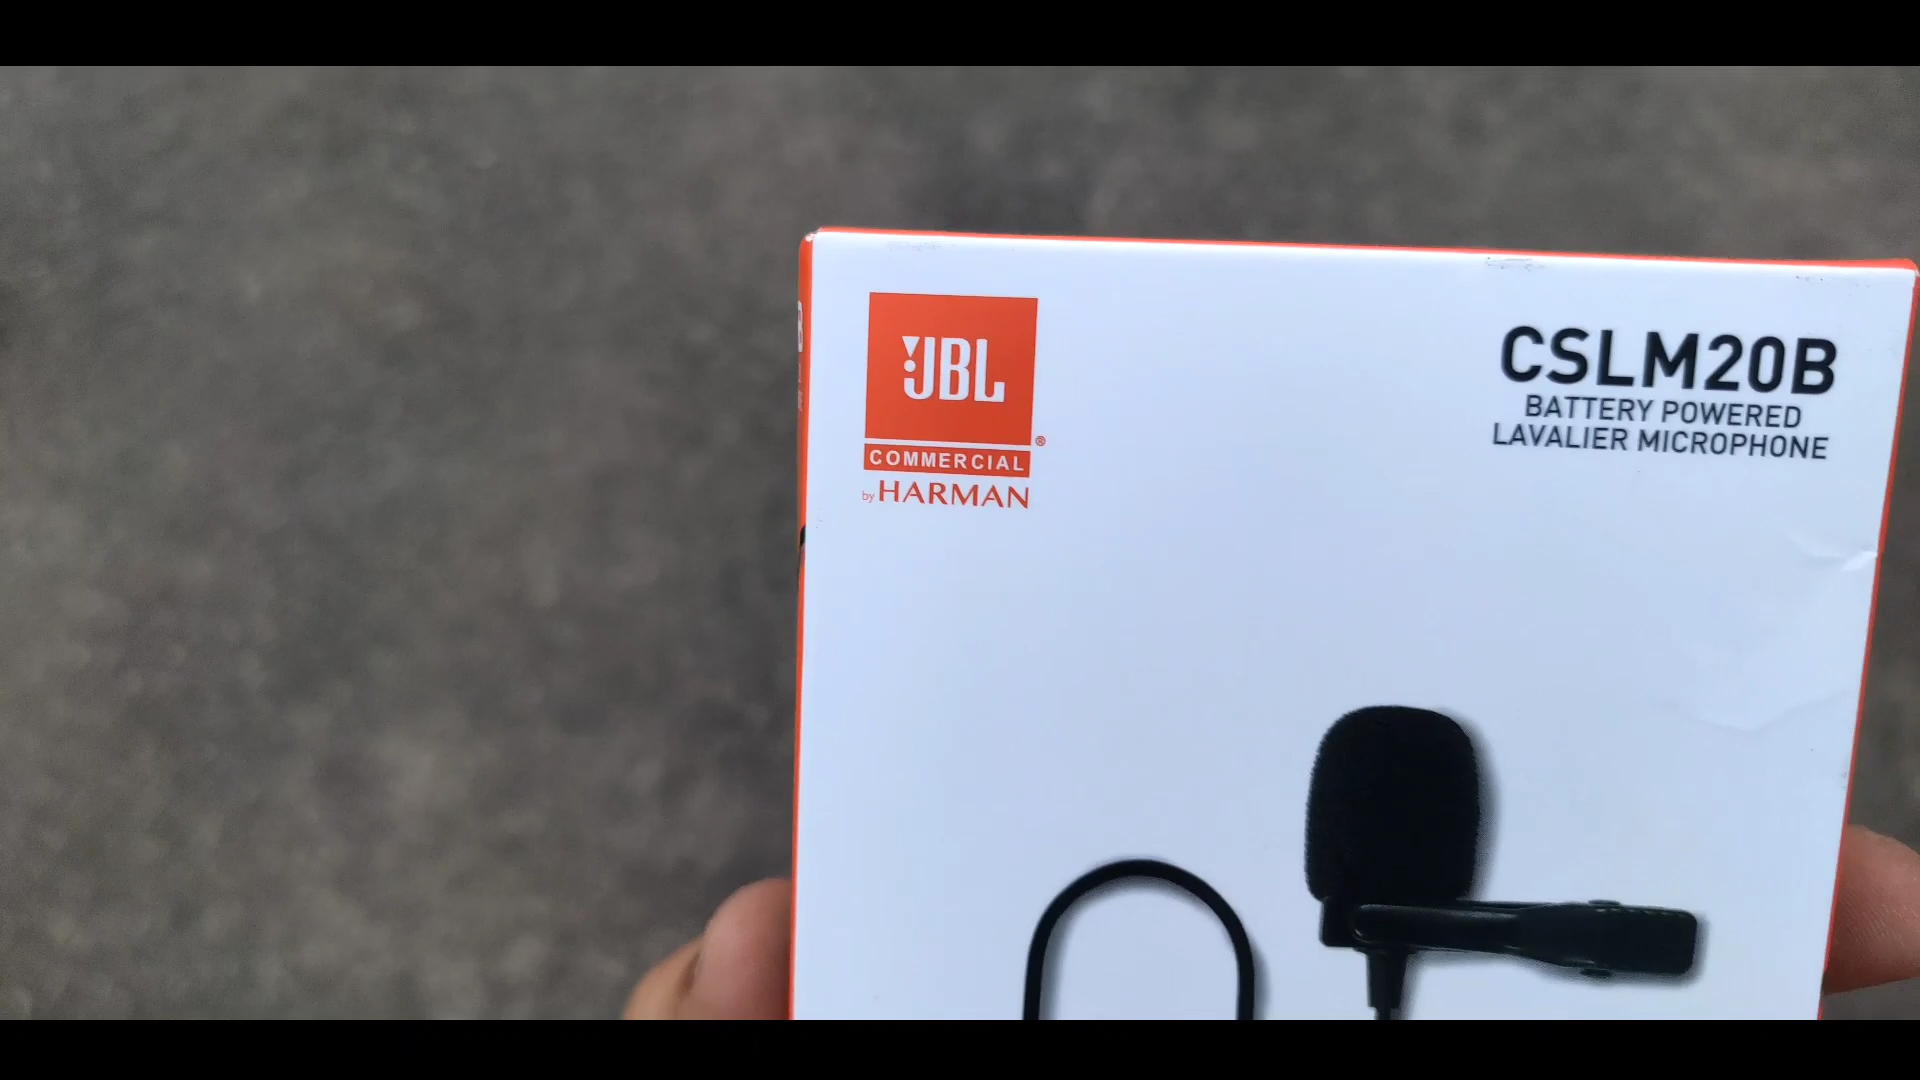 JBL
COMMERCIAL
by HARMAN
CSLM20B
BATTERY POWERED
LAVALIER MICROPHONE